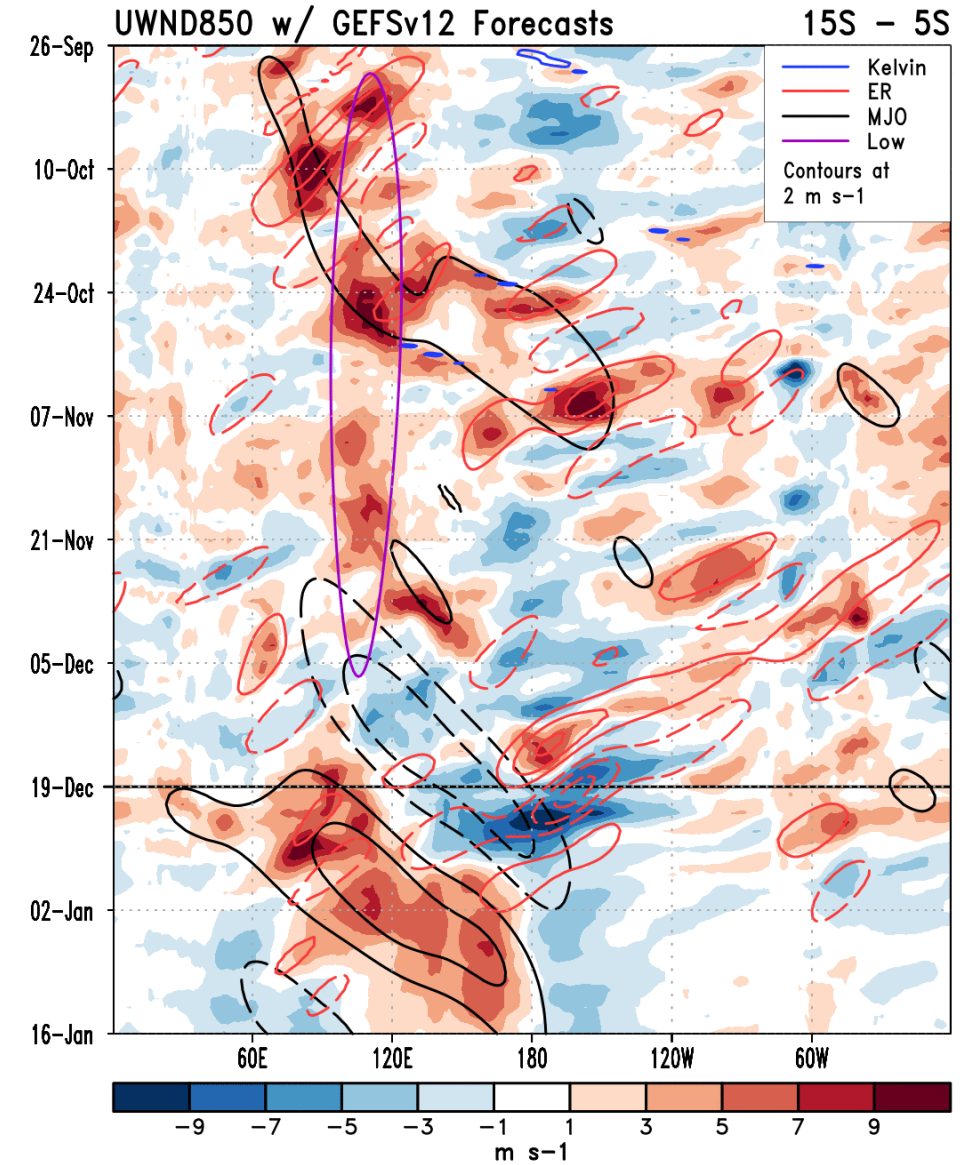 UWND850 w/ GEFSv12 Forecasts 15S - 5S
Kelvin
ER
MJO
Low
Contours at
2 m s-1
26-Sep
10-Oct
24-Oct
07-Nov
21-Nov
05-Dec
19-Dec
02-Jan
16-Jan
60E 120E 180 120W 60W
-9 -7 -5 -3 -1 1 3 5 7 9
m s-1